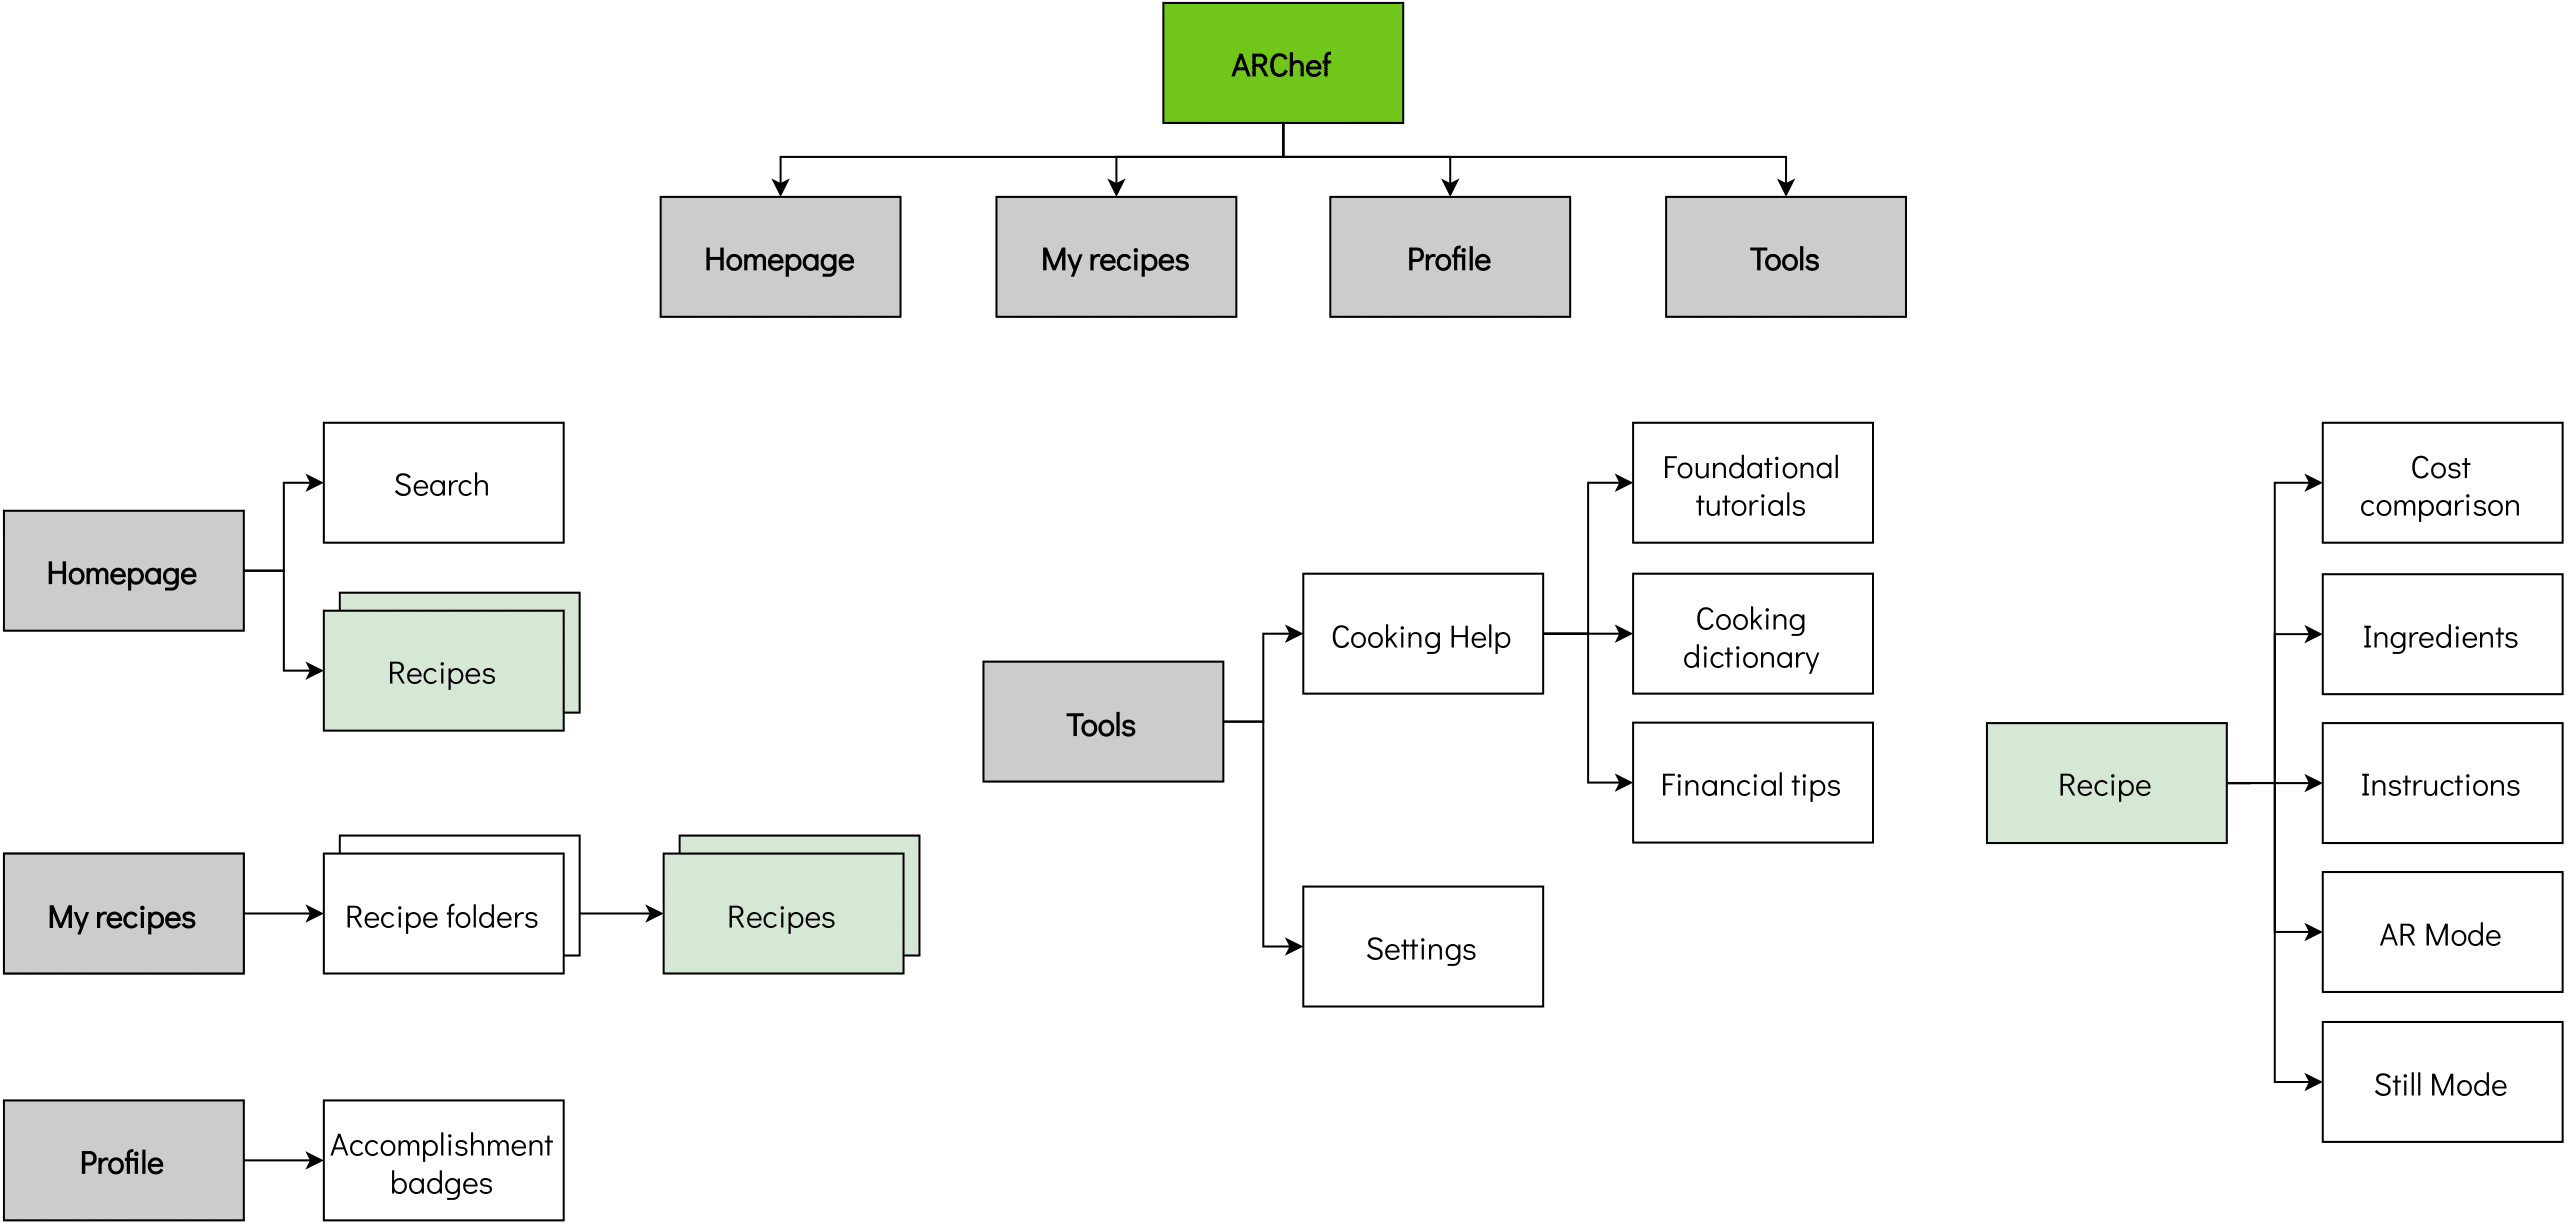 ARChef
Homepage
My recipes
Profile
Tools
Homepage
Search
Recipes
My recipes
Recipe folders
Recipes
Profile
Accomplishment
badges
Tools
Cooking Help
Foundational
tutorials
Cooking
dictionary
Financial tips
Settings
Recipe
Cost
comparison
Ingredients
Instructions
AR Mode
Still Mode